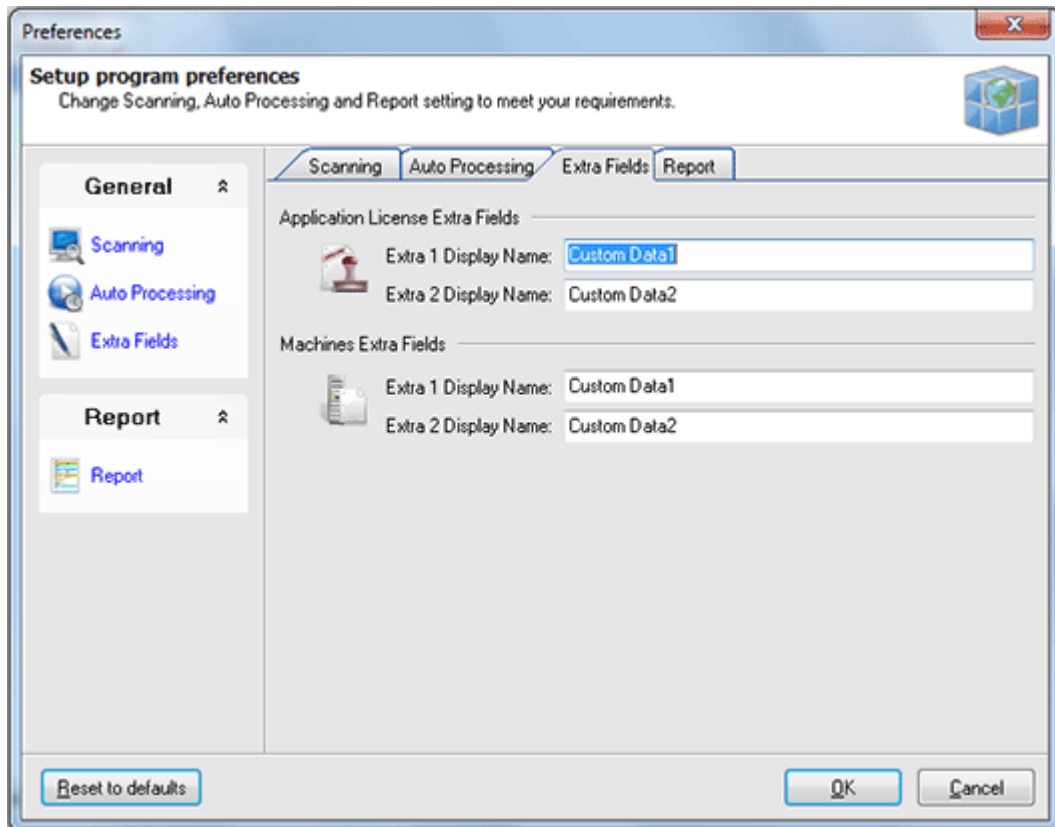 Preferences
Setup program preferences
Change Scanning, Auto Processing and Report setting to meet your requirements.
General
Scanning
Auto Processing
Extra Fields
Report
Report
Scanning Auto Processing Extra Fields Report
Application License Extra Fields
Extra 1 Display Name: Custom Data1
Extra 2 Display Name: Custom Data2
Machines Extra Fields
Extra 1 Display Name: Custom Data1
Extra 2 Display Name: Custom Data2
Reset to defaults OK Cancel